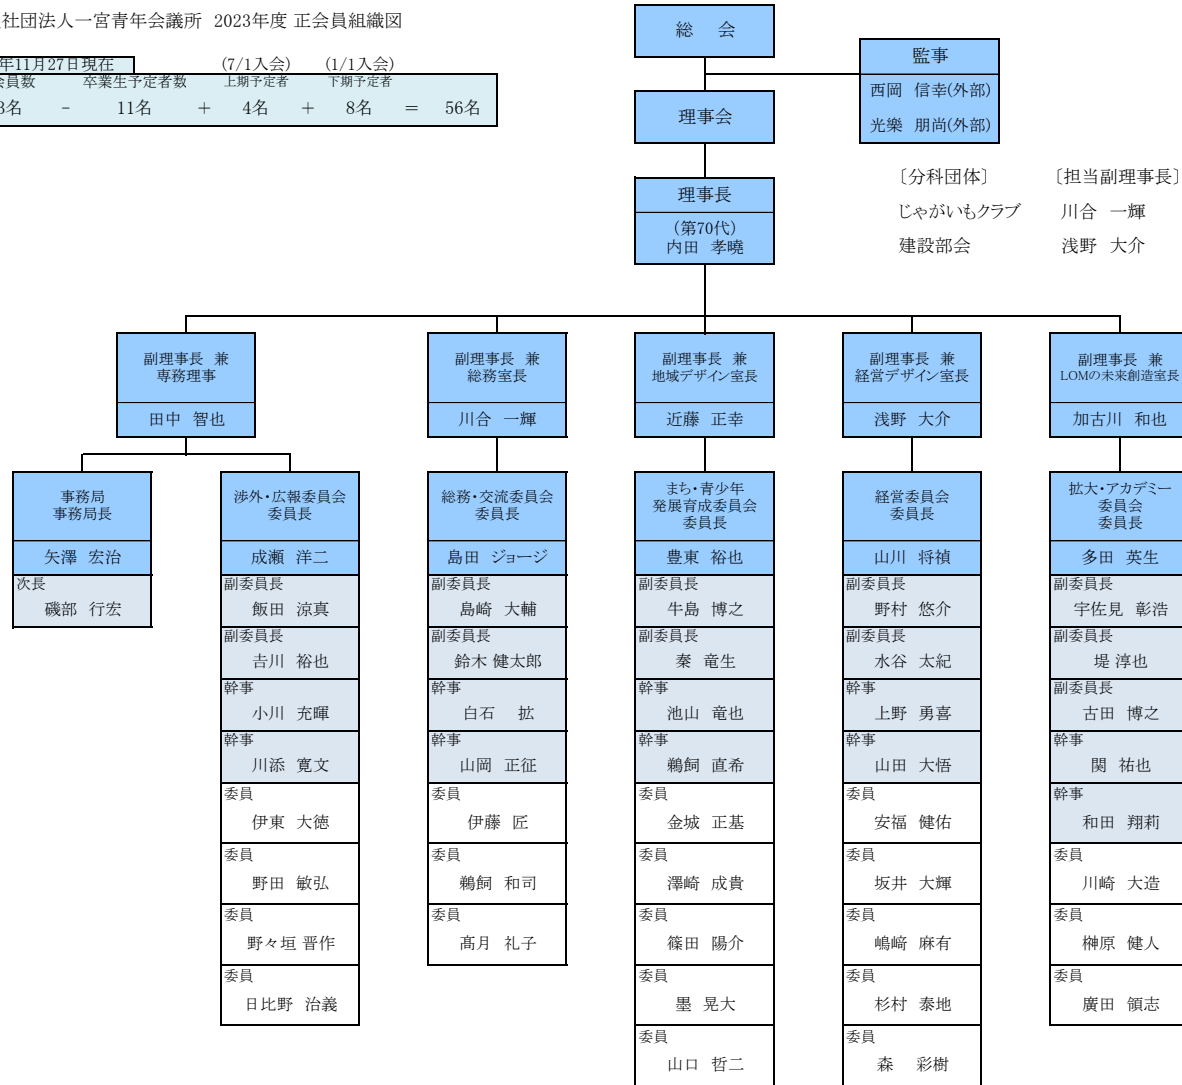 社団法人一宮青年会議所 2023年度 正会員組織図
年11月27日現在 (7/1入会) (1/1入会)
会員数 卒業生予定者数 上期予定者 下期予定者
3名 - 11名 + 4名 + 8名 = 56名
総 会
監事
西岡 信幸(外部)
光樂 朋尚(外部)
理事会
理事長
(第70代)
内田 孝曉
〔分科団体〕 〔担当副理事長〕
じゃがいもクラブ 川合 一輝
建設部会 浅野 大介
副理事長 兼
専務理事
田中 智也
副理事長 兼
総務室長
川合 一輝
副理事長 兼
地域デザイン室長
近藤 正幸
副理事長 兼
経営デザイン室長
浅野 大介
副理事長 兼
LOMの未来創造室長
加古川 和也
事務局
事務局長
矢澤 宏治
次長
磯部 行宏
渉外・広報委員会
委員長
成瀬 洋二
副委員長
飯田 涼真
副委員長
吉川 裕也
幹事
小川 充暉
幹事
川添 寛文
委員
伊東 大徳
委員
野田 敏弘
委員
野々垣 晋作
委員
日比野 治義
総務・交流委員会
委員長
島田 ジョージ
副委員長
島崎 大輔
副委員長
鈴木 健太郎
幹事
白石 拡
幹事
山岡 正征
委員
伊藤 匠
委員
鵜飼 和司
委員
髙月 礼子
まち・青少年
発展育成委員会
委員長
豊東 裕也
副委員長
牛島 博之
副委員長
秦 竜生
幹事
池山 竜也
幹事
鵜飼 直希
委員
金城 正基
委員
澤崎 成貴
委員
篠田 陽介
委員
墨 晃大
委員
山口 哲二
経営委員会
委員長
山川 将禎
副委員長
野村 悠介
副委員長
水谷 太紀
幹事
上野 勇喜
幹事
山田 大悟
委員
安福 健佑
委員
坂井 大輝
委員
嶋﨑 麻有
委員
杉村 泰地
委員
森 彩樹
拡大・アカデミー
委員会
委員長
多田 英生
副委員長
宇佐見 彰浩
副委員長
堤 淳也
副委員長
古田 博之
幹事
関 祐也
幹事
和田 翔莉
委員
川崎 大造
委員
榊原 健人
委員
廣田 領志